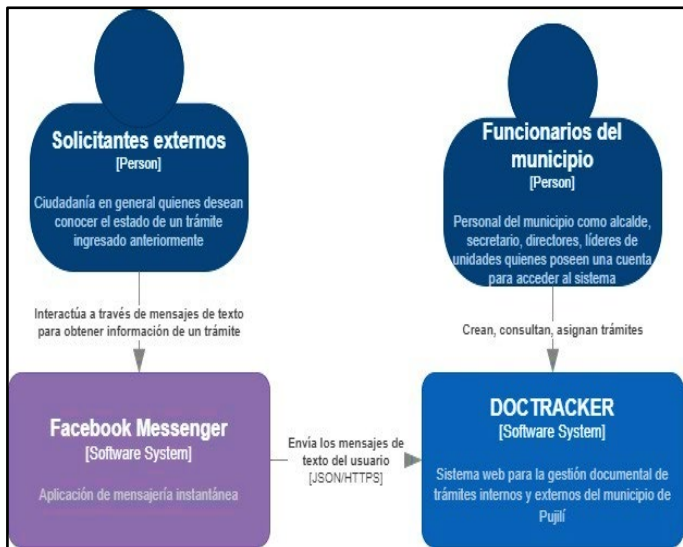 Solicitantes externos
[Person]
Ciudadanía en general quienes desean
conocer el estado de un trámite
ingresado anteriormente
Funcionarios del
municipio
[Person]
Personal del municipio como alcalde,
secretario, directores, líderes de
unidades quienes poseen una cuenta
para acceder al sistema
Interactúa a través de mensajes de texto
para obtener información de un trámite
Crean, consultan, asignan trámites
Facebook Messenger
[Software System]
Aplicación de mensajería instantánea
Envía los mensajes de
texto del usuario
[JSON/HTTPS]
DOCTRACKER
[Software System]
Sistema web para la gestión documental de
trámites internos y externos del municipio de
Pujilí